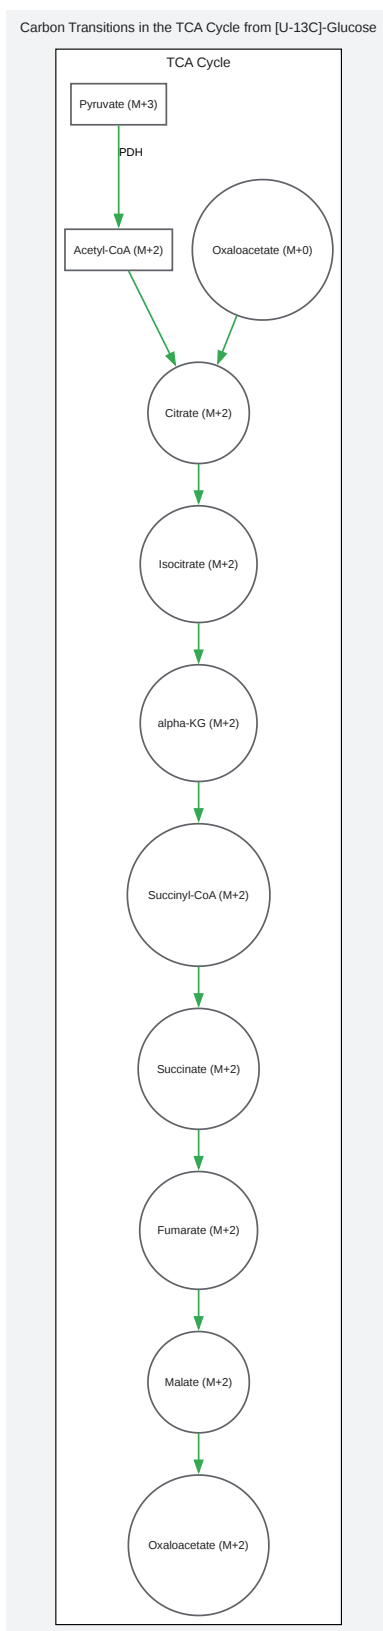 Carbon Transitions in the TCA Cycle from [U-13C]-Glucose
TCA Cycle
Pyruvate (M+3)
PDH
Acetyl-CoA (M+2)
Oxaloacetate (M+0)
Citrate (M+2)
Isocitrate (M+2)
alpha-KG (M+2)
Succinyl-CoA (M+2)
Succinate (M+2)
Fumarate (M+2)
Malate (M+2)
Oxaloacetate (M+2)